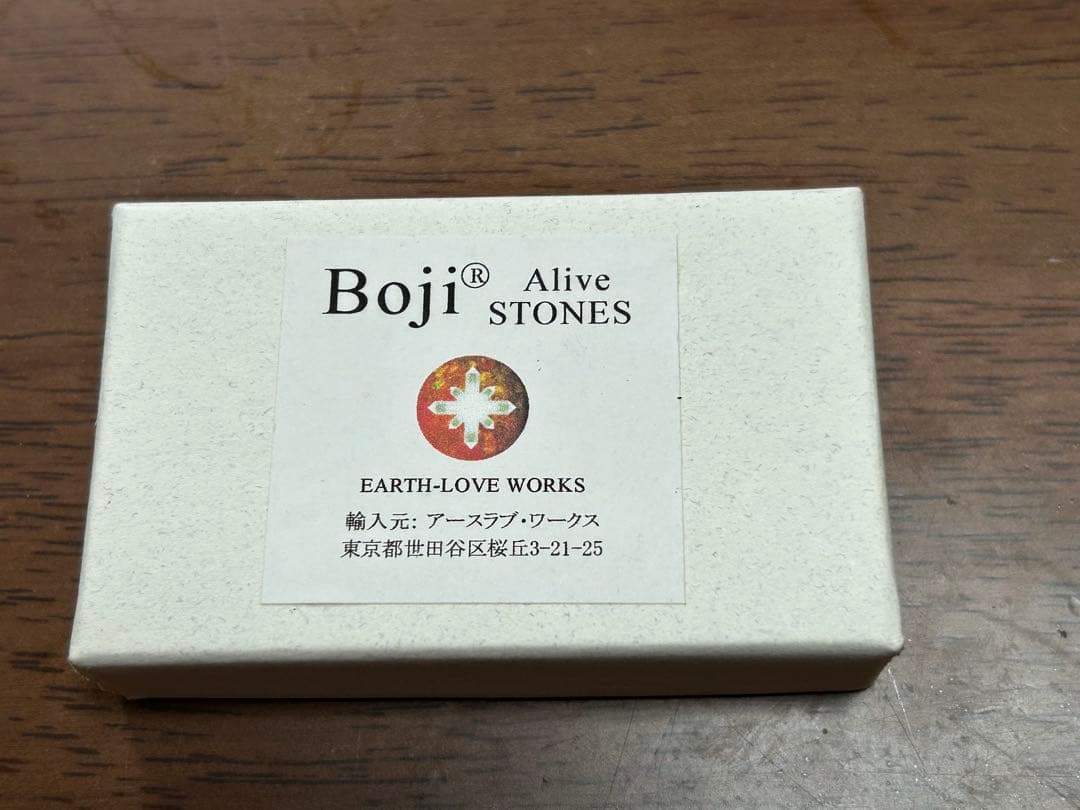 Boji® Alive
STONES
EARTH-LOVE WORKS
輸入元: アースラブ・ワークス
東京都世田谷区桜丘3-21-25